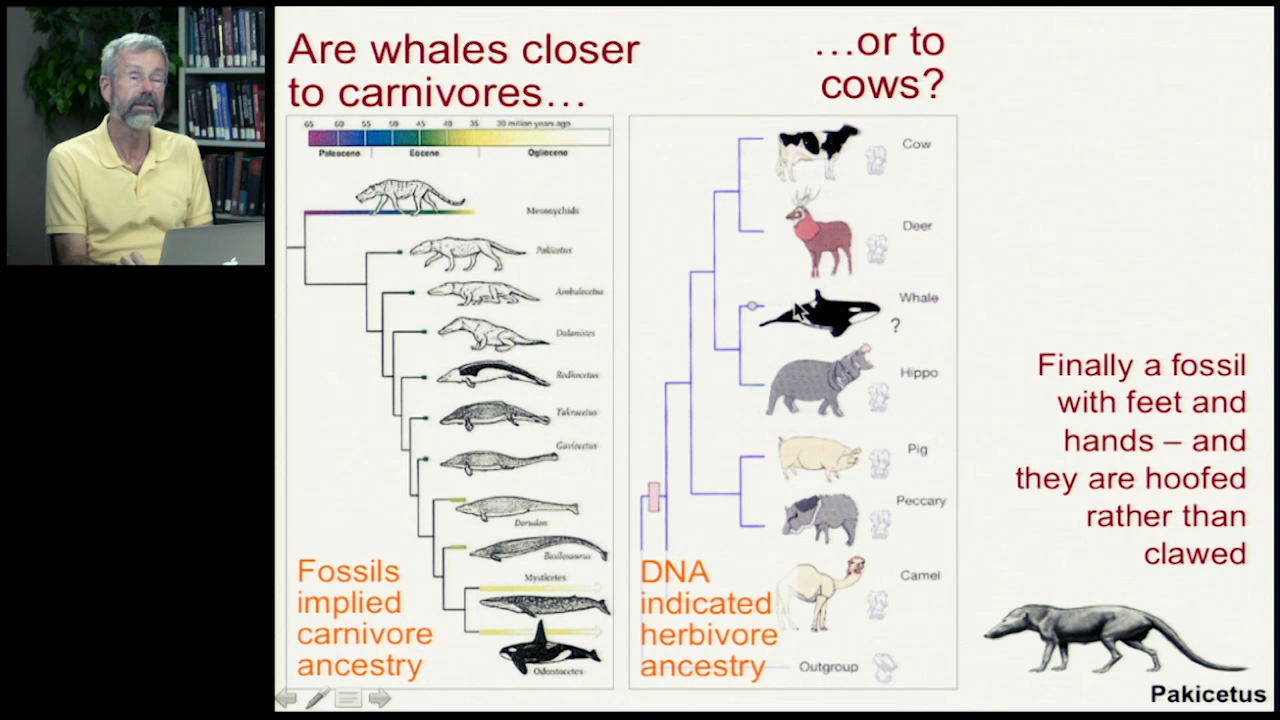 Are whales closer
to carnivores…
…or to
cows?
65 60 55 50 45 40 35 30 million years ago
Paleocene Eocene Ogliocene
Mesonychids
Pakicetus
Ambulocetus
Dalanistes
Rodhocetus
Takracetus
Gaviocetus
Dorudon
Basilosaurus
Mysticetes
Odontocetes
Fossils
implied
carnivore
ancestry
Cow
Deer
Whale
?
Hippo
Pig
Peccary
Camel
Outgroup
DNA
indicated
herbivore
ancestry
Finally a fossil
with feet and
hands – and
they are hoofed
rather than
clawed
Pakicetus